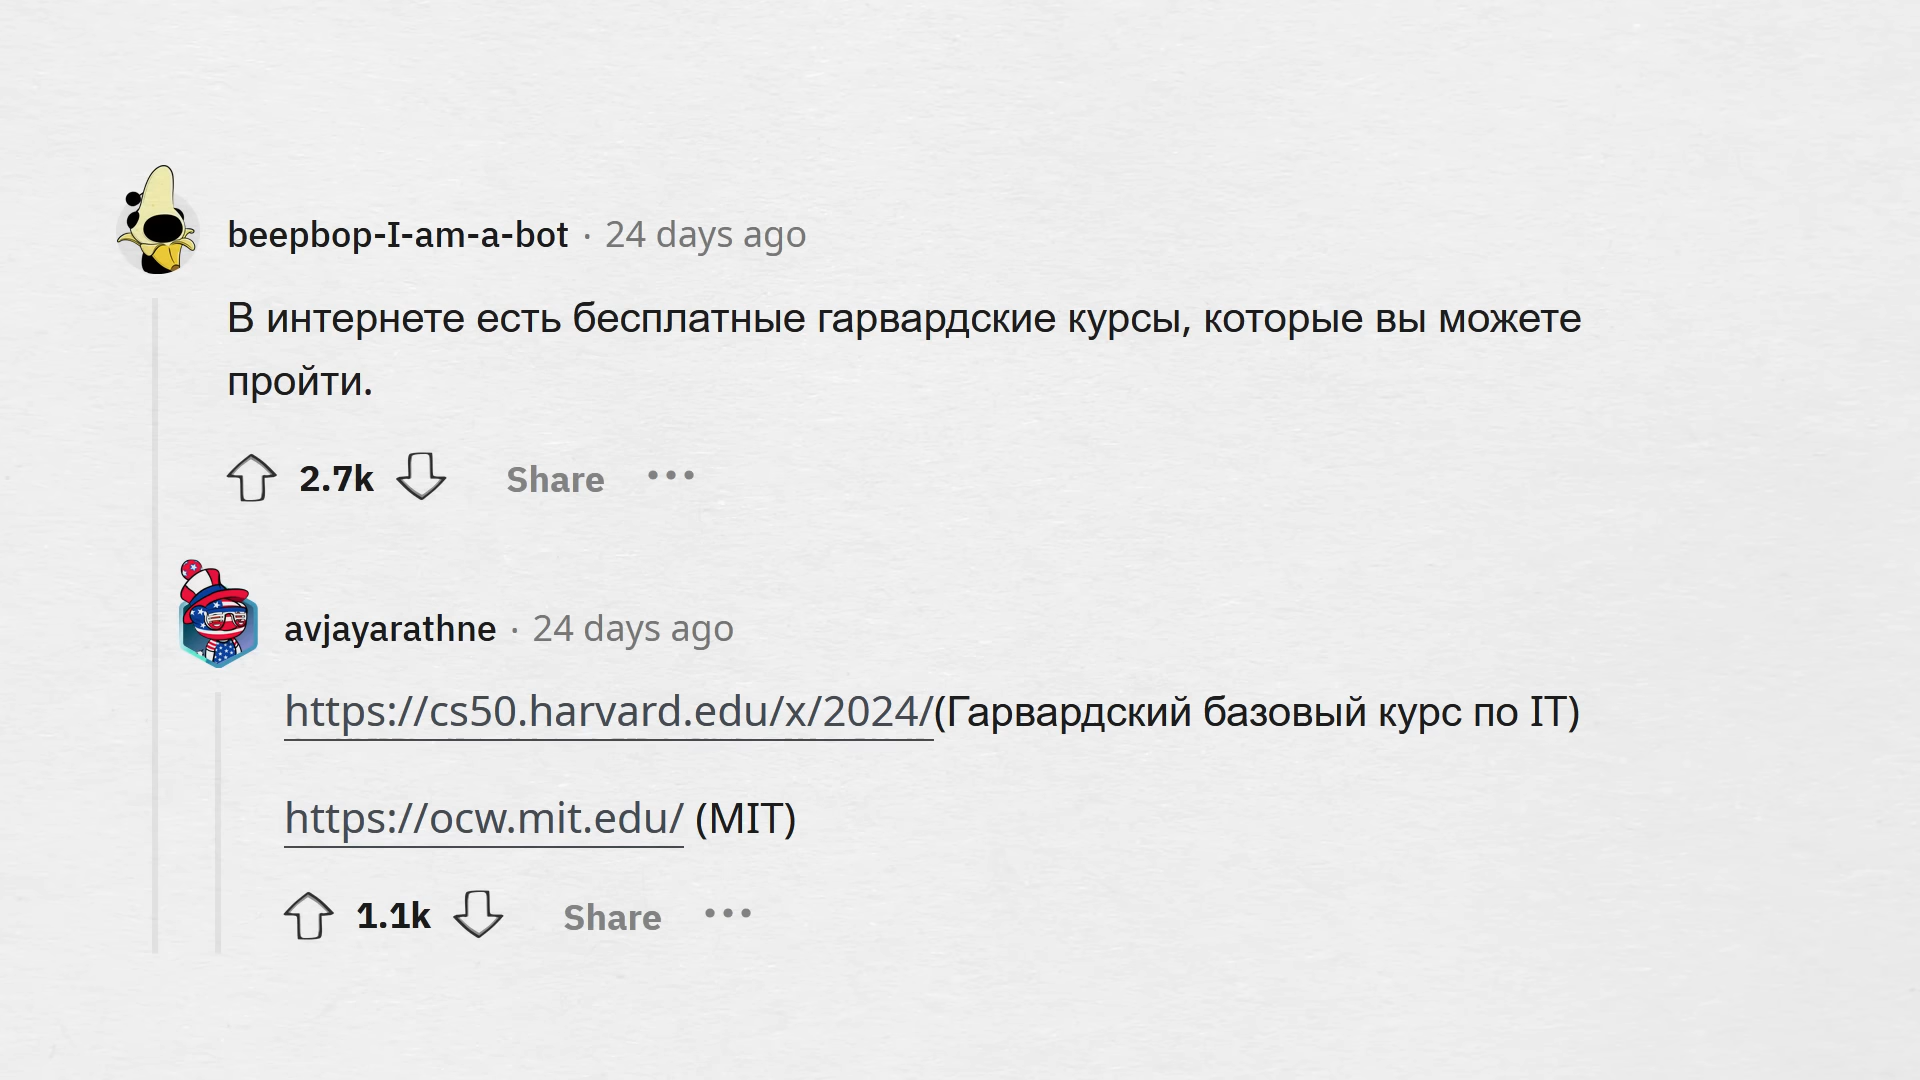 beepbop-I-am-a-bot · 24 days ago
В интернете есть бесплатные гарвардские курсы, которые вы можете
пройти.
2.7k Share •••
avjayarathne · 24 days ago
https://cs50.harvard.edu/x/2024/(Гарвардский базовый курс по IT)
https://ocw.mit.edu/ (MIT)
1.1k Share •••